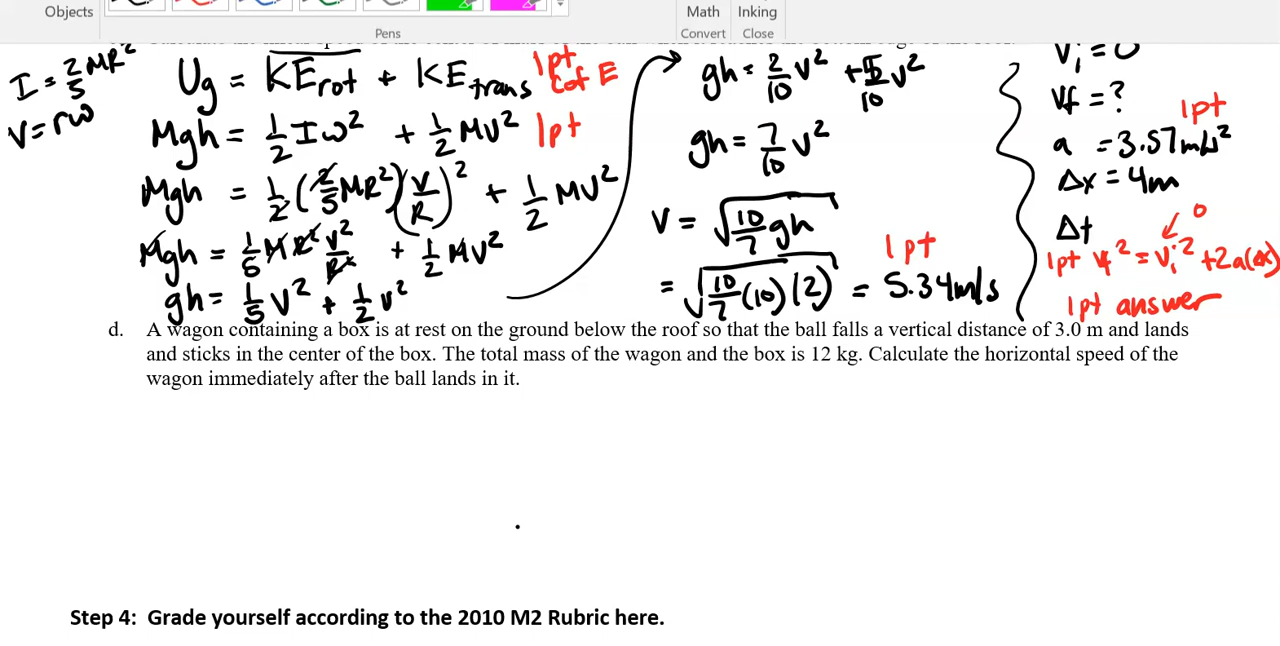 Objects
Pens
Math
Convert
Inking
Close
I = 2/5 MR²
V = rω
Ug = KErot + KEtrans 1pt CofE
Mgh = 1/2 Iω² + 1/2 MV² 1pt
Mgh = 1/2 (2/5 MR²)(V/R)² + 1/2 MV²
Mgh = 1/5 MR² V²/R² + 1/2 MV²
gh = 1/5 V² + 1/2 V²
gh = 2/10 V² + 5/10 V²
gh = 7/10 V²
V = √10/7 gh
= √10/7 (10)(2) = 5.34m/s
1pt
Vi = 0
Vf = ?
1pt
a = 3.57m/s²
Δx = 4m
Δt
0
1pt Vf² = Vi² + 2a(Δx)
1pt answer
d. A wagon containing a box is at rest on the ground below the roof so that the ball falls a vertical distance of 3.0 m and lands
and sticks in the center of the box. The total mass of the wagon and the box is 12 kg. Calculate the horizontal speed of the
wagon immediately after the ball lands in it.
Step 4: Grade yourself according to the 2010 M2 Rubric here.